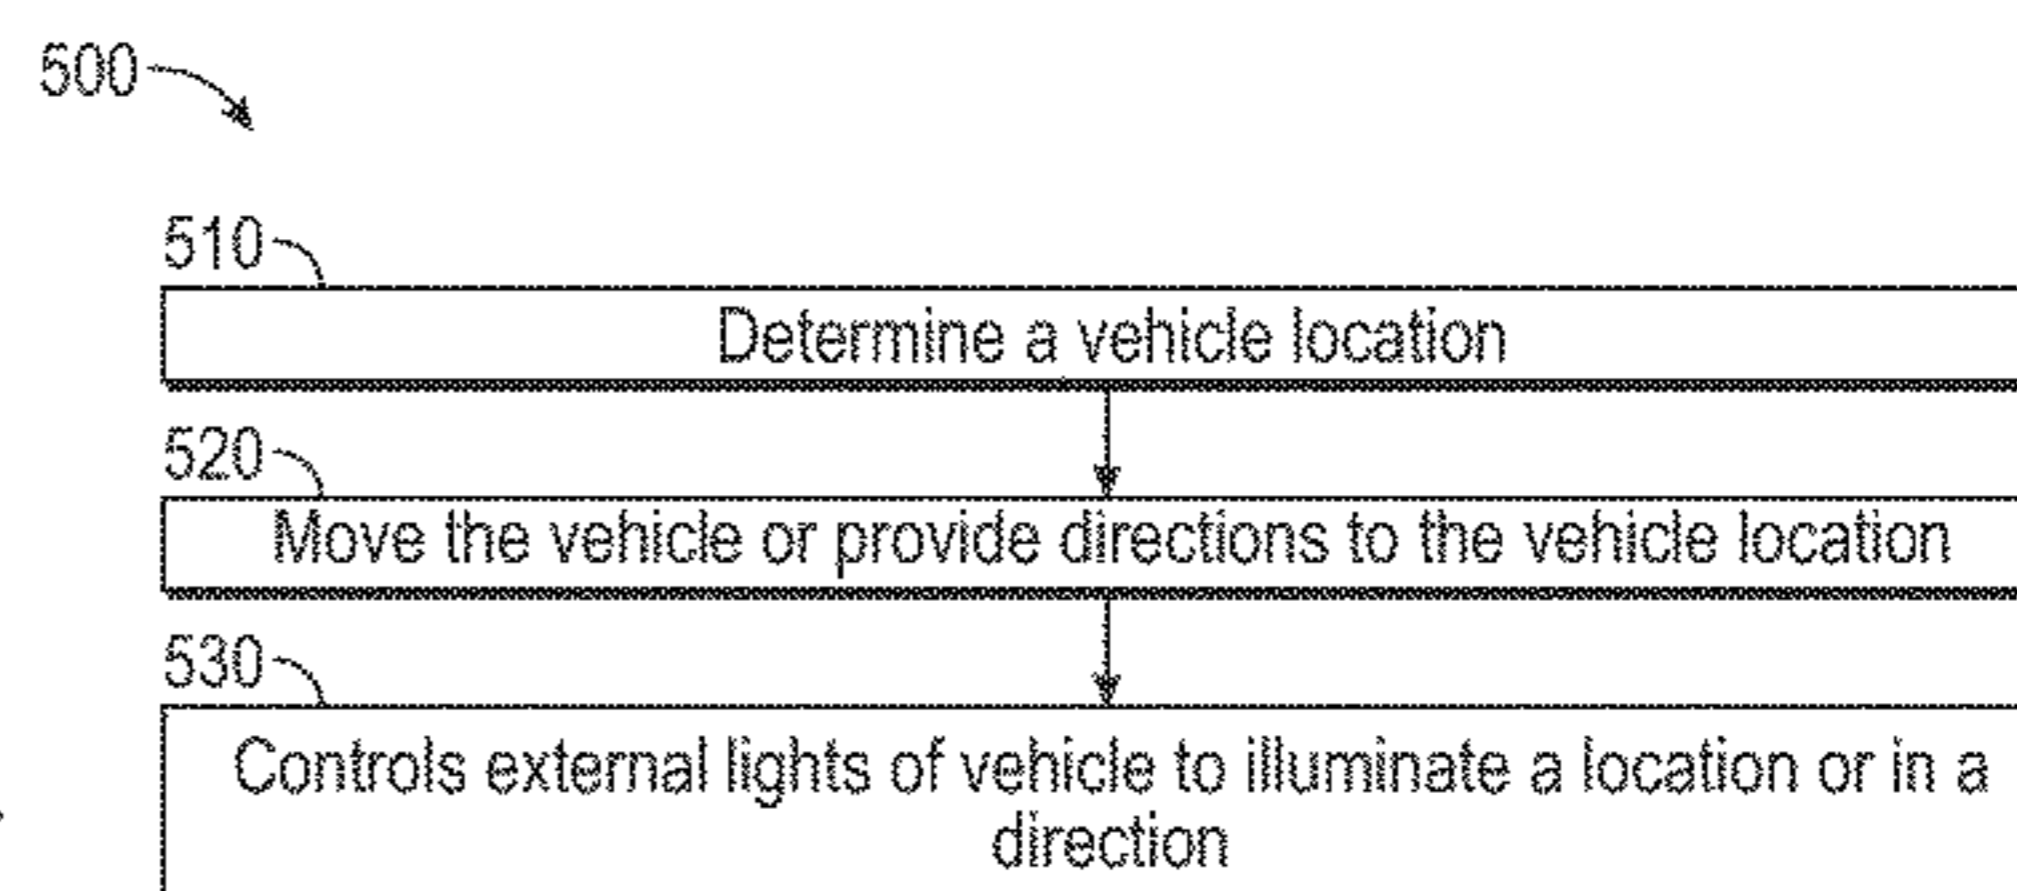 500
510
Determine a vehicle location
520
Move the vehicle or provide directions to the vehicle location
530
Controls external lights of vehicle to illuminate a location or in a
direction